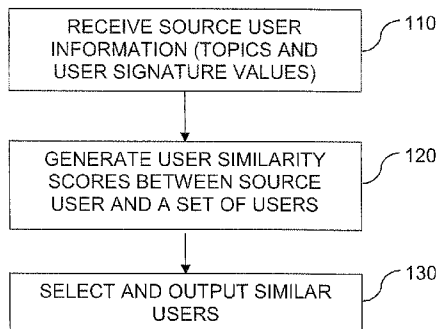 RECEIVE SOURCE USER
INFORMATION (TOPICS AND
USER SIGNATURE VALUES)
110
GENERATE USER SIMILARITY
SCORES BETWEEN SOURCE
USER AND A SET OF USERS
120
SELECT AND OUTPUT SIMILAR
USERS
130